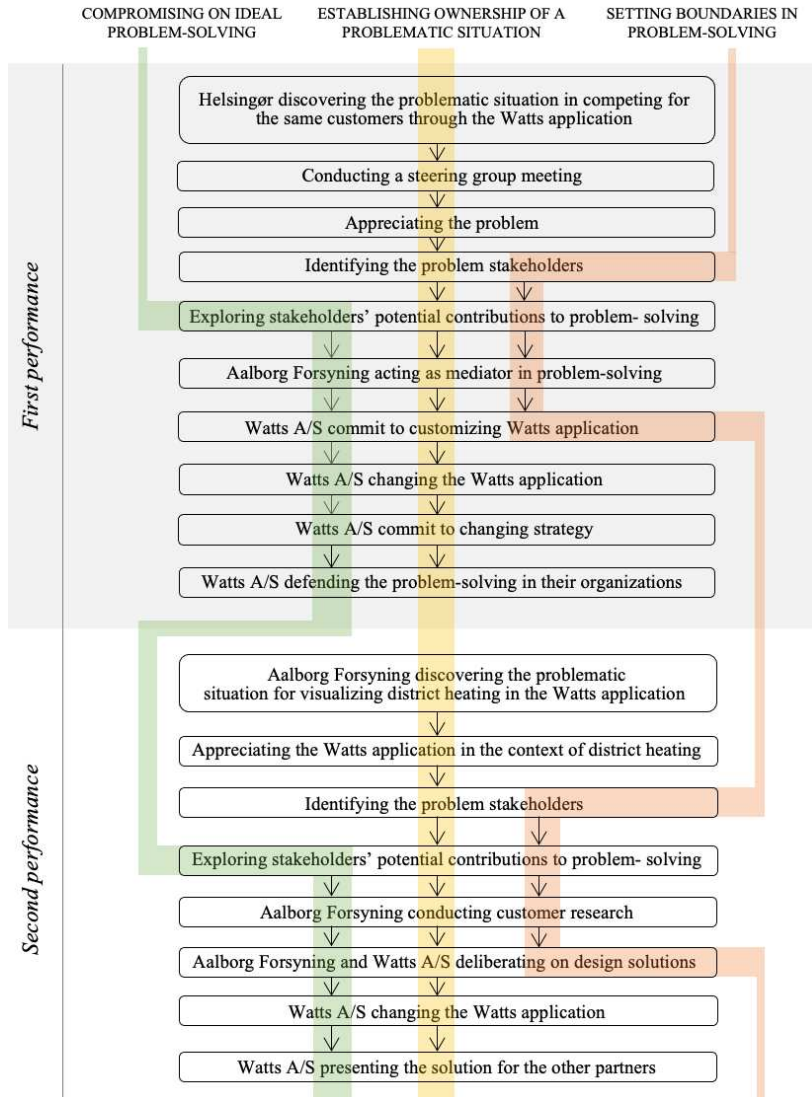 COMPROMISING ON IDEAL
PROBLEM-SOLVING
ESTABLISHING OWNERSHIP OF A
PROBLEMATIC SITUATION
SETTING BOUNDARIES IN
PROBLEM-SOLVING
First performance
Helsingør discovering the problematic situation in competing for
the same customers through the Watts application
Conducting a steering group meeting
Appreciating the problem
Identifying the problem stakeholders
Exploring stakeholders' potential contributions to problem- solving
Aalborg Forsyning acting as mediator in problem-solving
Watts A/S commit to customizing Watts application
Watts A/S changing the Watts application
Watts A/S commit to changing strategy
Watts A/S defending the problem-solving in their organizations
Second performance
Aalborg Forsyning discovering the problematic
situation for visualizing district heating in the Watts application
Appreciating the Watts application in the context of district heating
Identifying the problem stakeholders
Exploring stakeholders' potential contributions to problem- solving
Aalborg Forsyning conducting customer research
Aalborg Forsyning and Watts A/S deliberating on design solutions
Watts A/S changing the Watts application
Watts A/S presenting the solution for the other partners